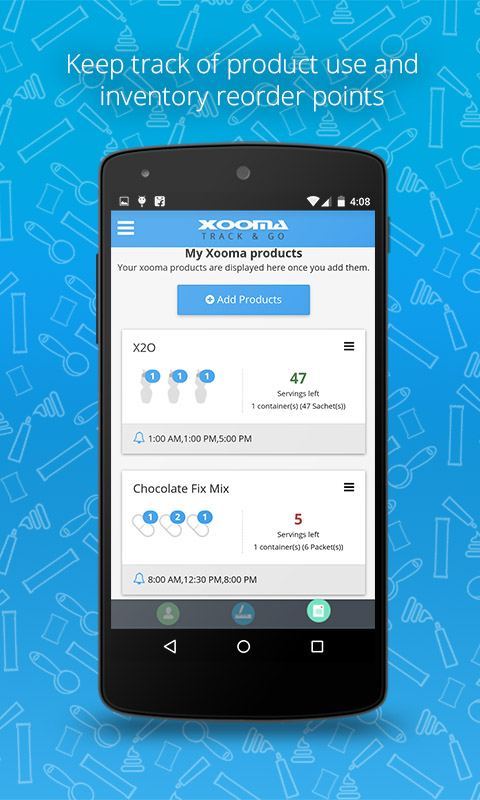 Keep track of product use and
inventory reorder points
4:08
XOOMA
TRACK & GO
My Xooma products
Your xooma products are displayed here once you add them.
Add Products
X2O
1 1 1
47
Servings left
1 container(s) (47 Sachet(s))
1:00 AM,1:00 PM,5:00 PM
Chocolate Fix Mix
1 2 1
5
Servings left
1 container(s) (6 Packet(s))
8:00 AM,12:30 PM,8:00 PM